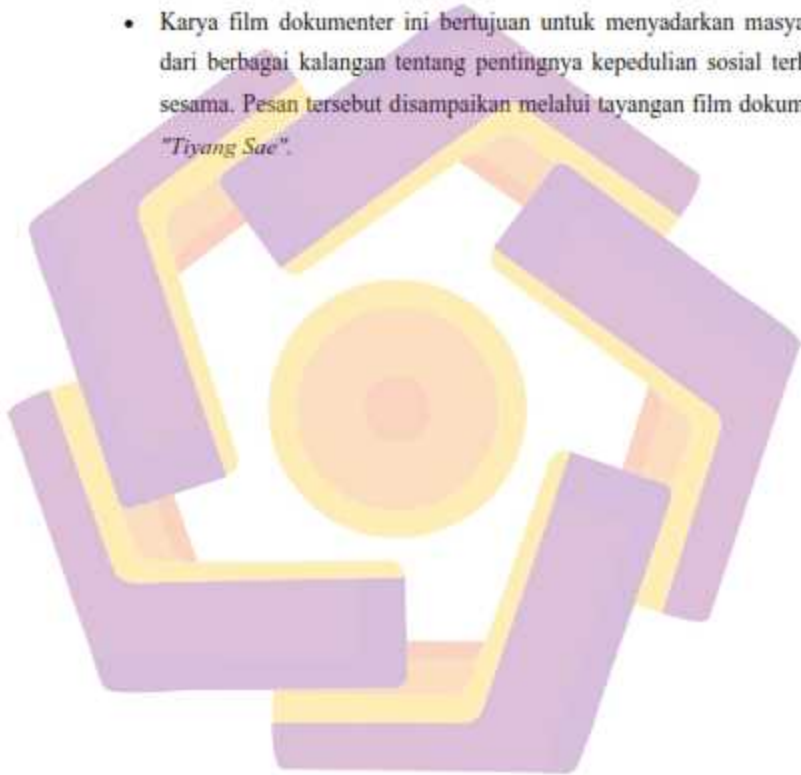 • Karya film dokumenter ini bertujuan untuk menyadarkan masya
dari berbagai kalangan tentang pentingnya kepedulian sosial terl
sesama. Pesan tersebut disampaikan melalui tayangan film dokum
"Tiyang Sae".